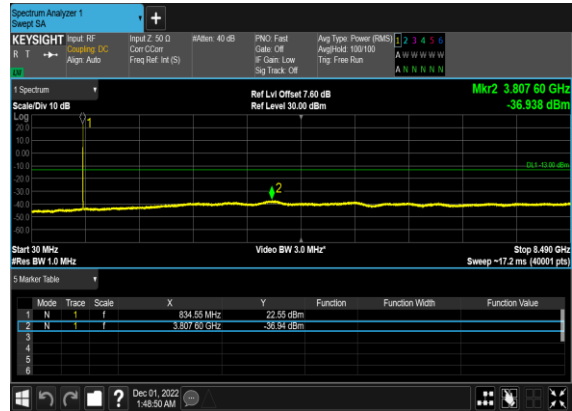 Spectrum Analyzer 1
Swept SA
+
KEYSIGHT Input: RF Input Z: 50 Ω #Atten: 40 dB PNO: Fast Avg Type: Power (RMS) 1 2 3 4 5 6
R T Coupling: DC Corr CCorr Gate: Off Avg|Hold: 100/100 A W W W W W
Align: Auto Freq Ref: Int (S) IF Gain: Low Trig: Free Run
Sig Track: Off A N N N N N
1 Spectrum Ref Lvl Offset 7.60 dB Mkr2 3.807 60 GHz
Scale/Div 10 dB Ref Level 30.00 dBm -36.938 dBm
Log
20.0
1
10.0
0.00
-10.0
DL1 -13.00 dBm
-20.0
-30.0
2
-40.0
-50.0
-60.0
Start 30 MHz Video BW 3.0 MHz* Stop 8.490 GHz
#Res BW 1.0 MHz Sweep ~17.2 ms (40001 pts)
5 Marker Table
Mode Trace Scale X Y Function Function Width Function Value
1 N 1 f 834.55 MHz 22.55 dBm
2 N 1 f 3.807 60 GHz -36.94 dBm
3
4
5
6
? Dec 01, 2022
1:48:50 AM